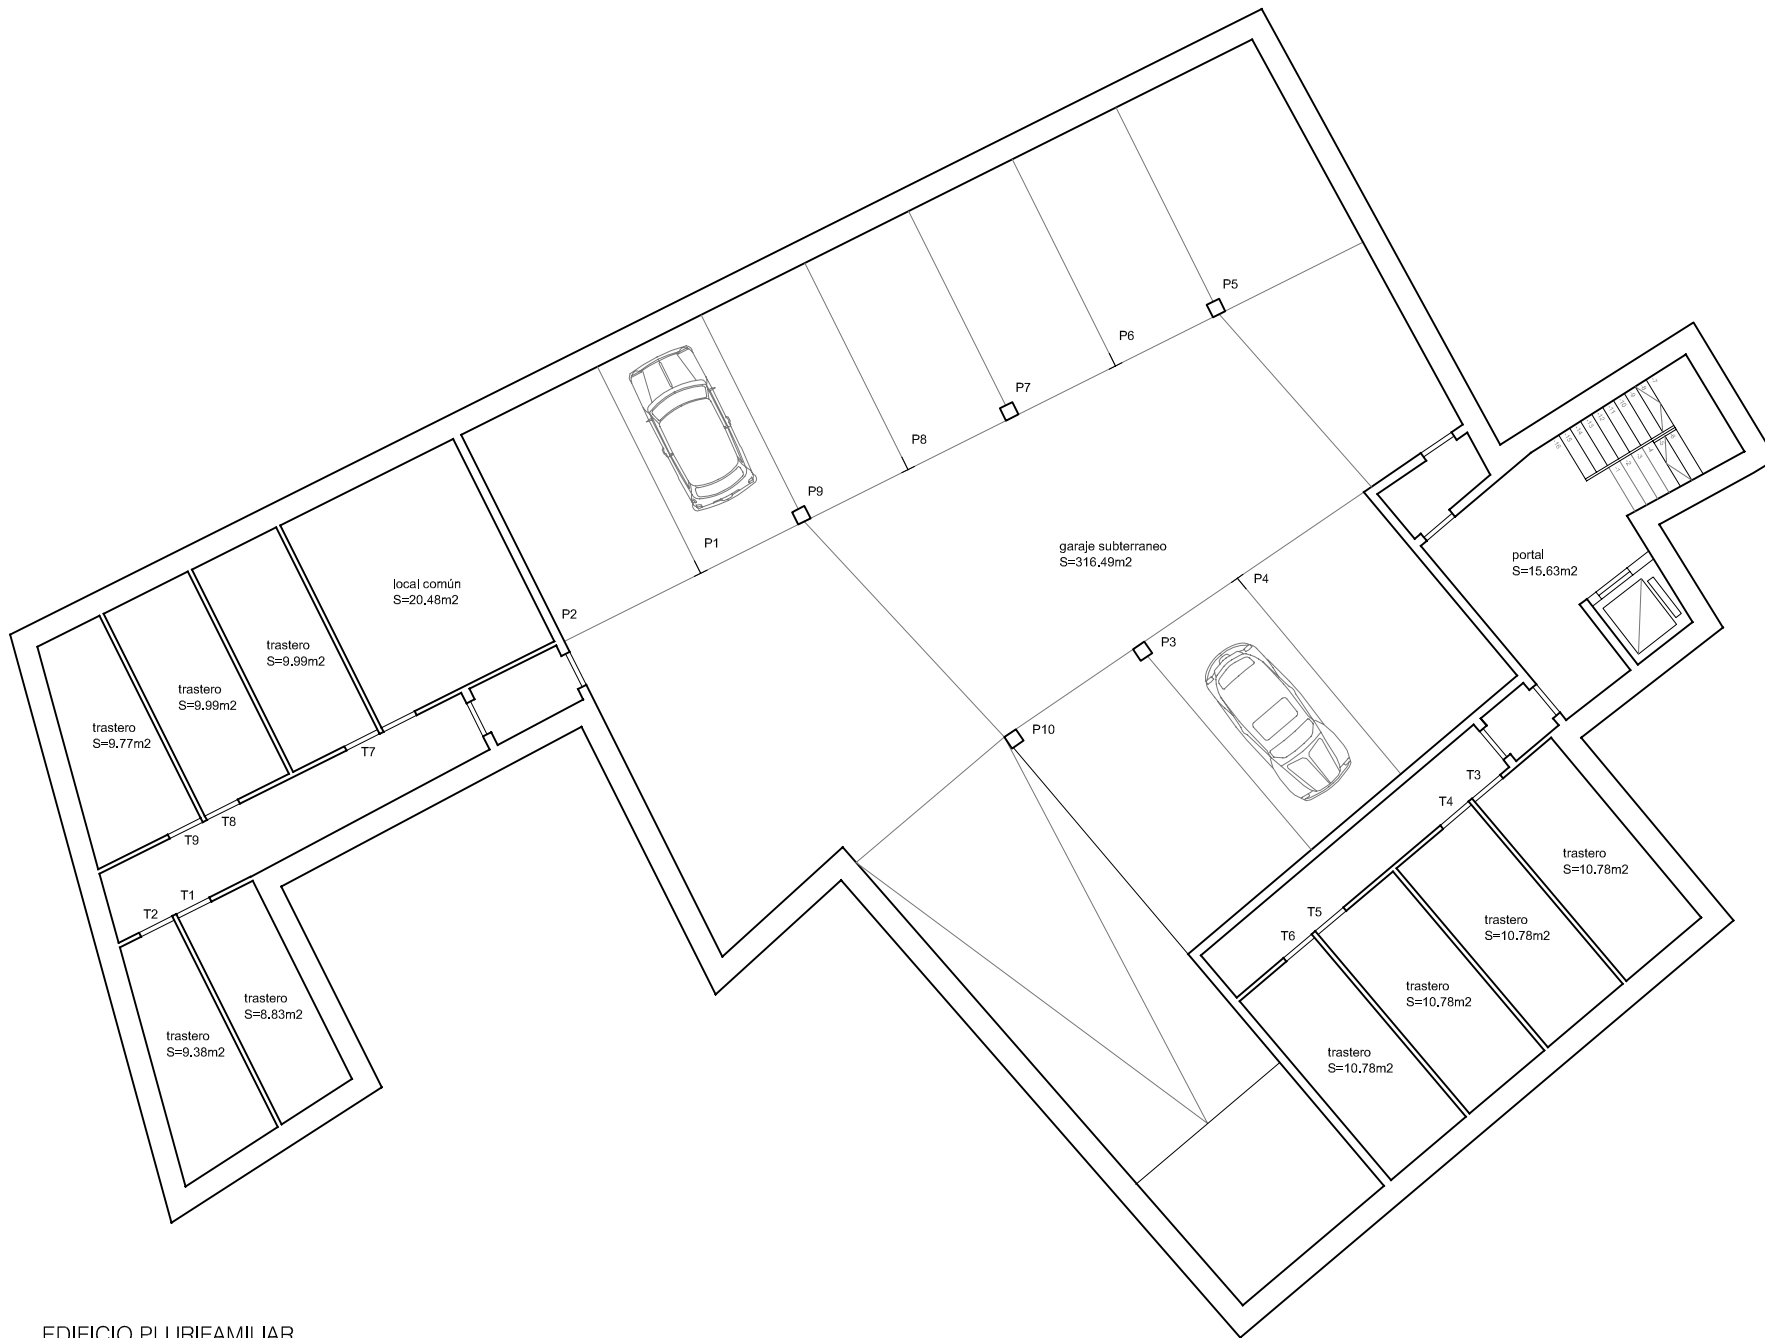 P5
P6
P7
P8
P9
P1
P2
garaje subterraneo
S=316.49m2
portal
S=15.63m2
P4
P3
P10
local común
S=20.48m2
trastero
S=9.99m2
trastero
S=9.99m2
trastero
S=9.77m2
T7
T8
T9
T1
T2
trastero
S=8.83m2
trastero
S=9.38m2
T3
T4
T5
T6
trastero
S=10.78m2
trastero
S=10.78m2
trastero
S=10.78m2
trastero
S=10.78m2
EDIFICIO PLURIFAMILIAR